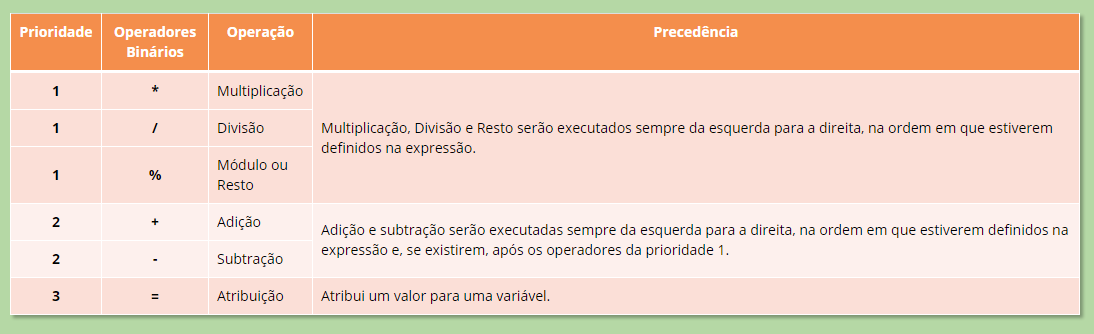 Prioridade Operadores Binários Operação Precedência
1 * Multiplicação
1 / Divisão
1 % Módulo ou Resto
Multiplicação, Divisão e Resto serão executados sempre da esquerda para a direita, na ordem em que estiverem
definidos na expressão.
2 + Adição
2 - Subtração
Adição e subtração serão executadas sempre da esquerda para a direita, na ordem em que estiverem definidos na
expressão e, se existirem, após os operadores da prioridade 1.
3 = Atribuição Atribui um valor para uma variável.